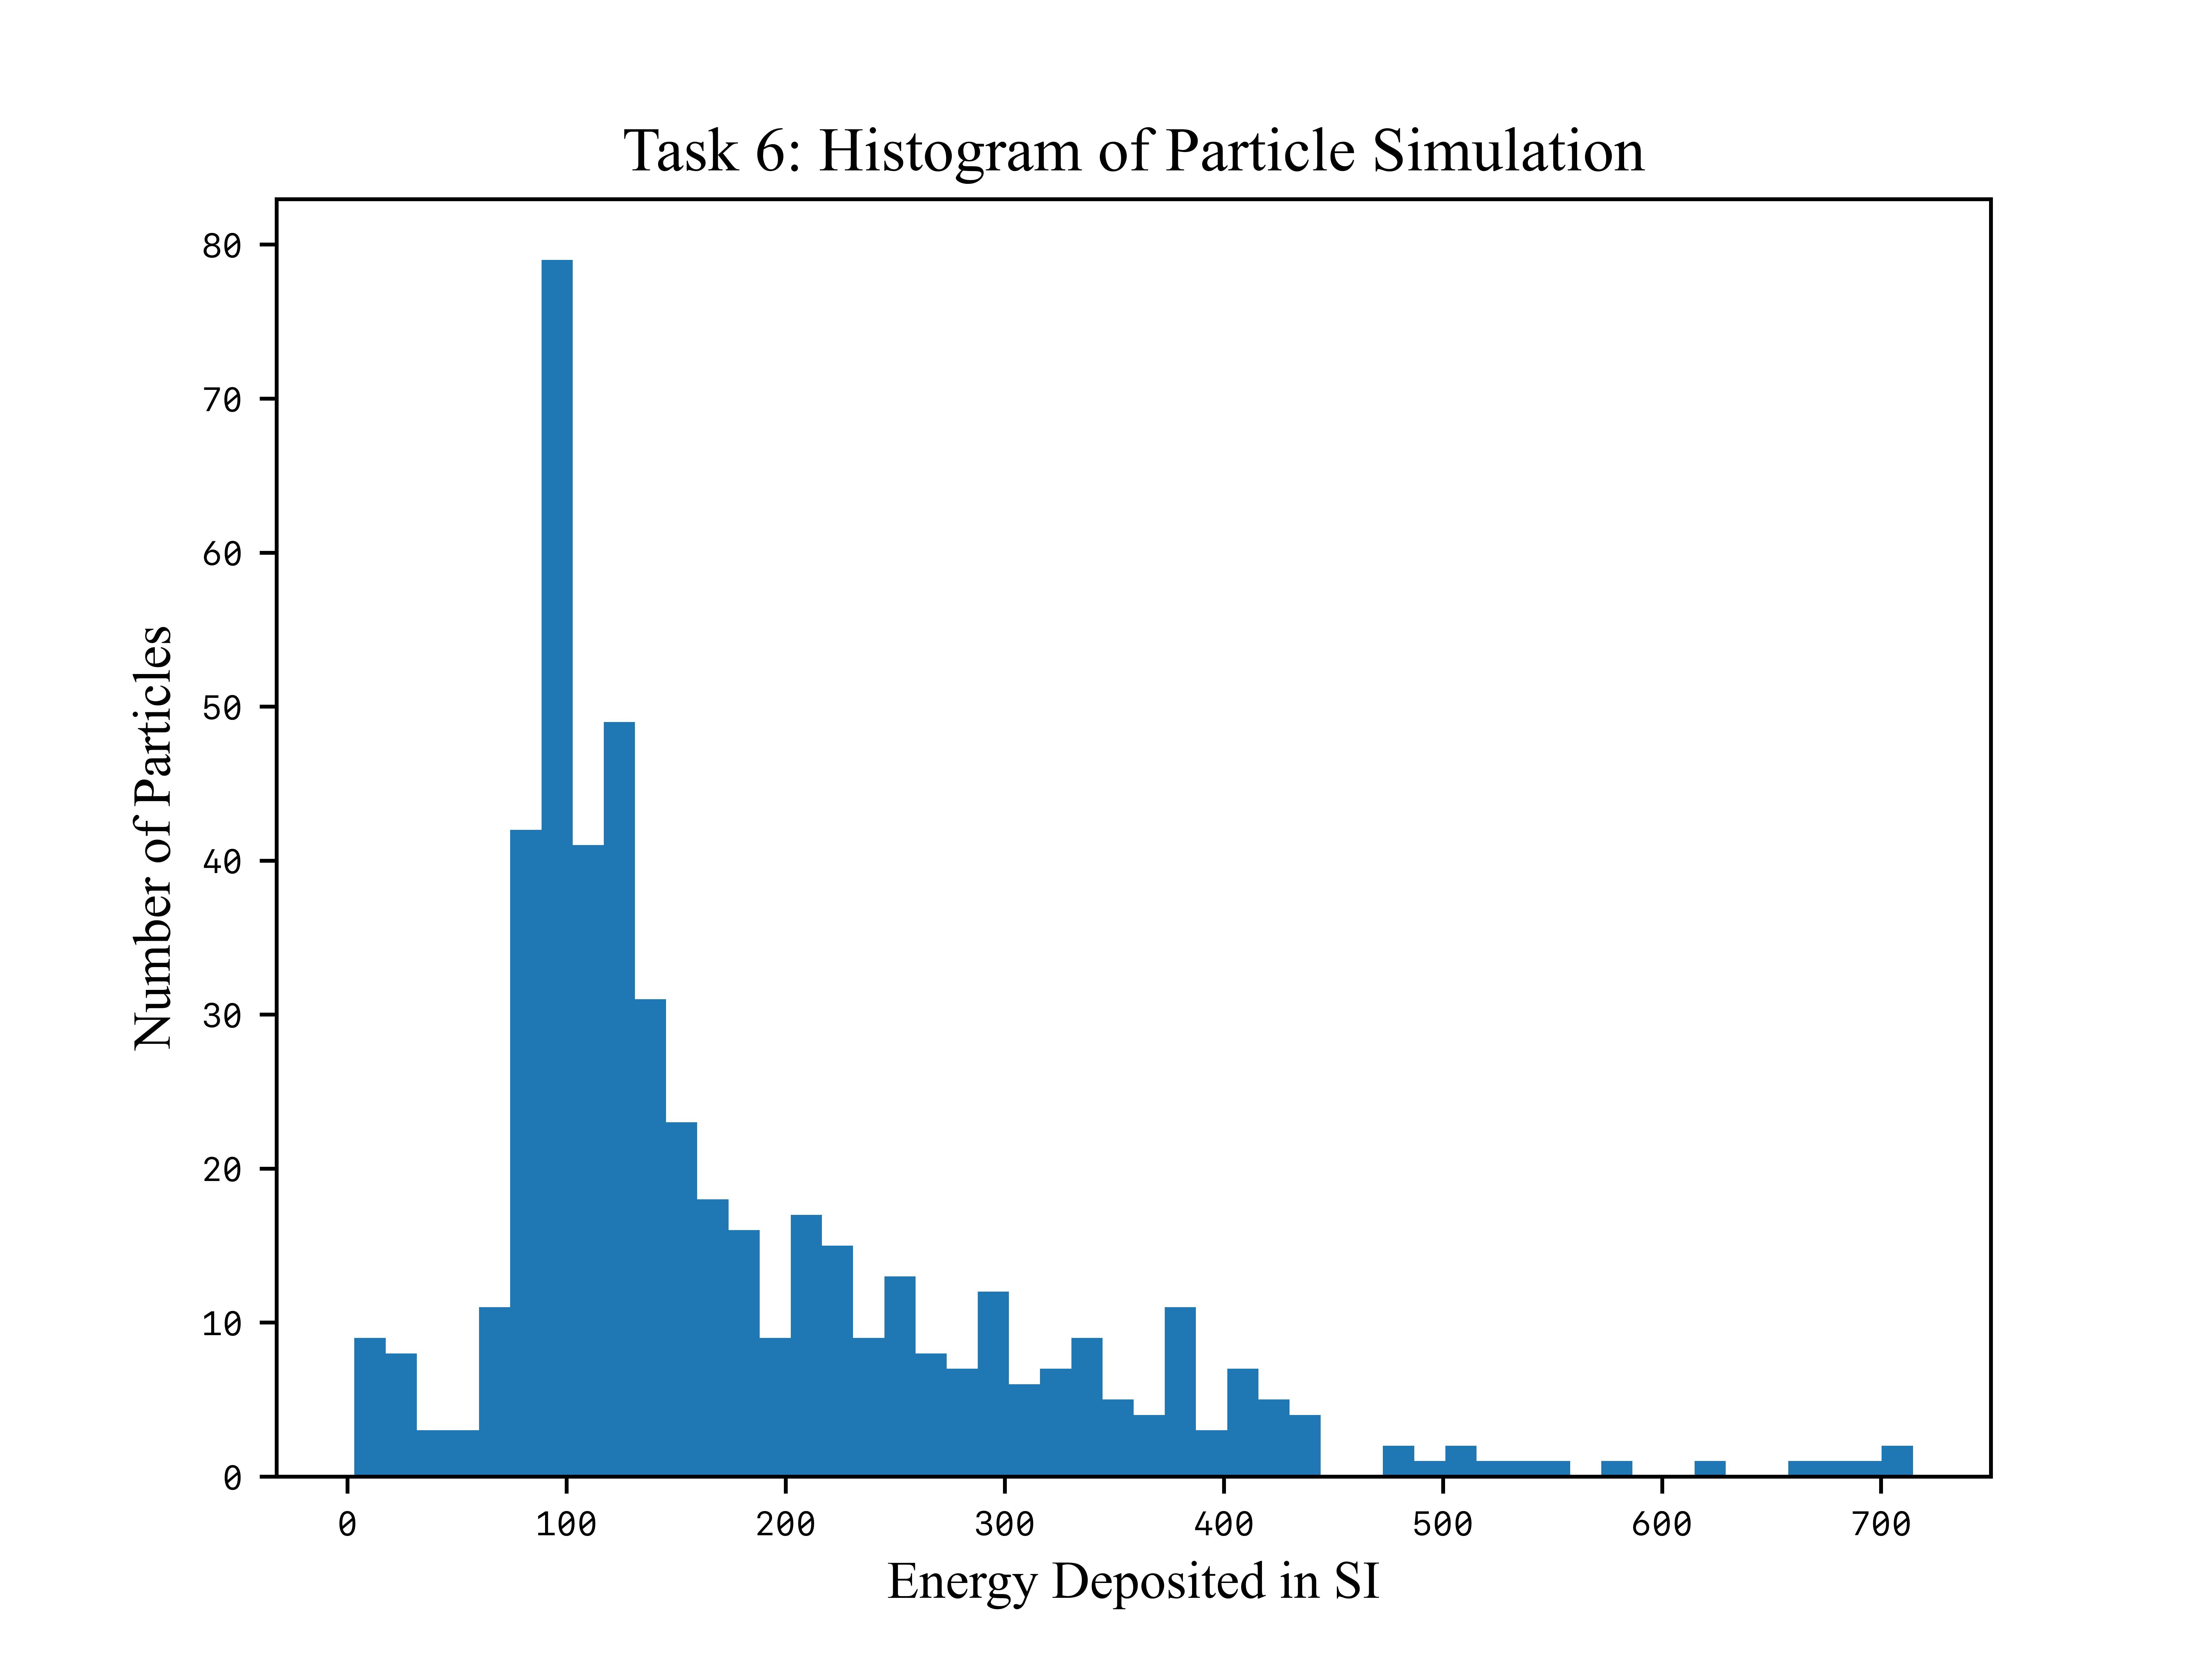 Task 6: Histogram of Particle Simulation
Number of Particles
80
70
60
50
40
30
20
10
0
0 100 200 300 400 500 600 700
Energy Deposited in SI